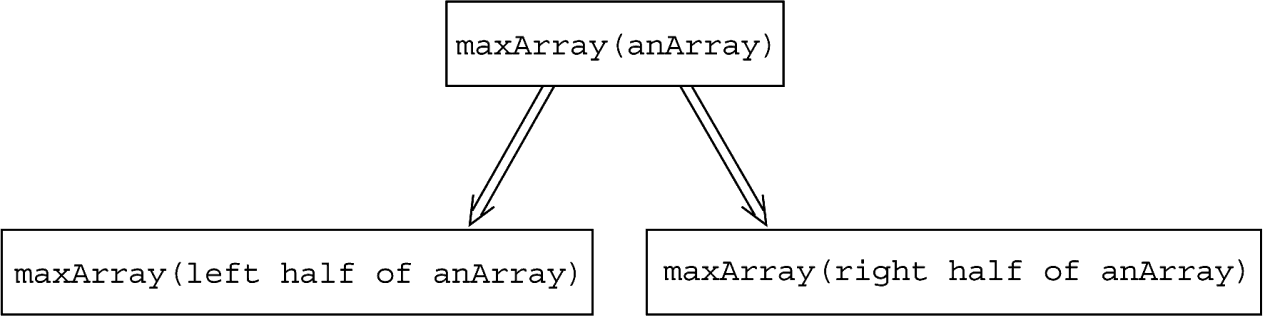 maxArray(anArray)
maxArray(left half of anArray)
maxArray(right half of anArray)